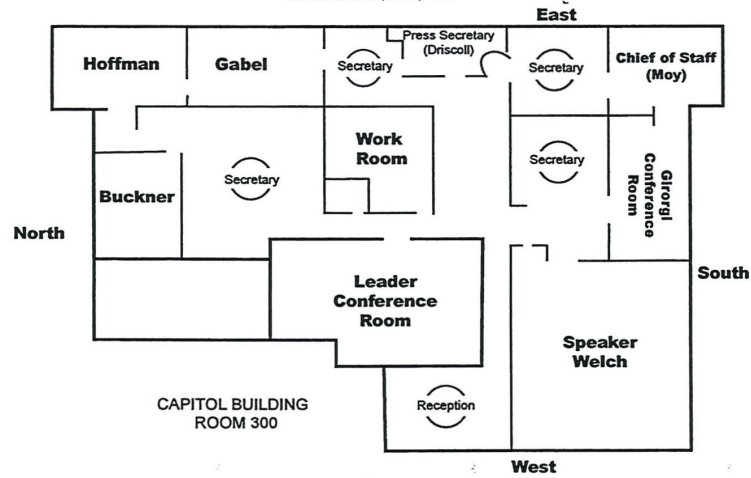 East
Hoffman
Gabel
Secretary
Press Secretary
(Driscoll)
Secretary
Chief of Staff
(Moy)
Work
Room
Secretary
Secretary
Girorgi
Conference
Room
Buckner
North
South
Leader
Conference
Room
Speaker
Welch
CAPITOL BUILDING
ROOM 300
Reception
West